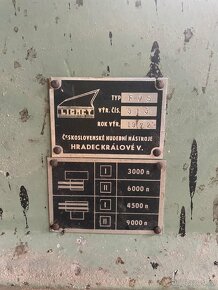 LIGNET
TYP
VÝR. ČÍS.
ROK VÝR.
ČESKOSLOVENSKÉ HUDEBNÍ NÁSTROJE
HRADEC KRÁLOVÉ V.
I 3000 n
II 6000 n
I 4500 n
II 9000 n